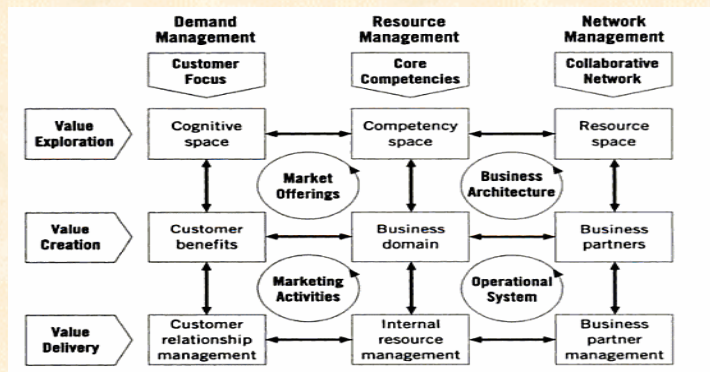 Demand
Management
Resource
Management
Network
Management
Customer
Focus
Core
Competencies
Collaborative
Network
Value
Exploration
Cognitive
space
Competency
space
Resource
space
Market
Offerings
Business
Architecture
Value
Creation
Customer
benefits
Business
domain
Business
partners
Marketing
Activities
Operational
System
Value
Delivery
Customer
relationship
management
Internal
resource
management
Business
partner
management